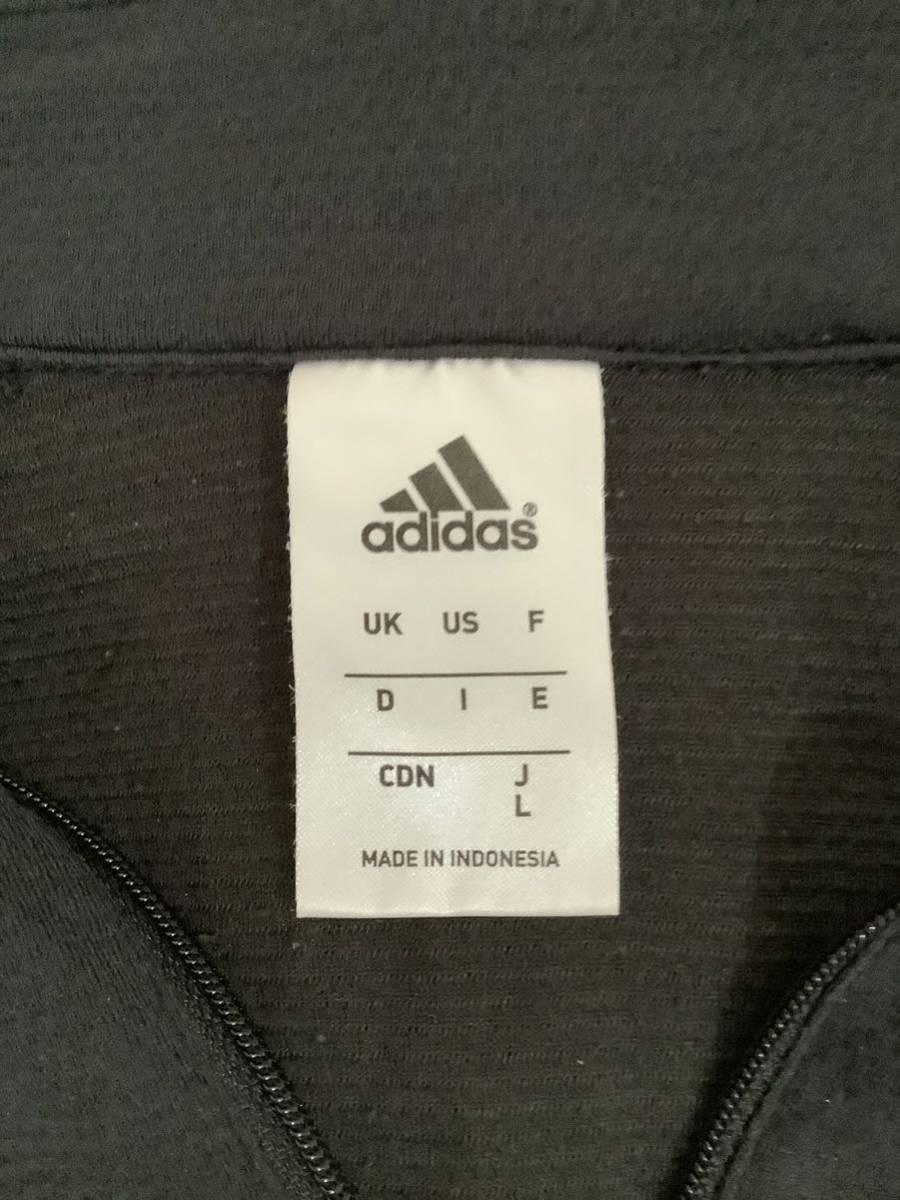 adidas®
UK US F
D I E
CDN J
L
MADE IN INDONESIA